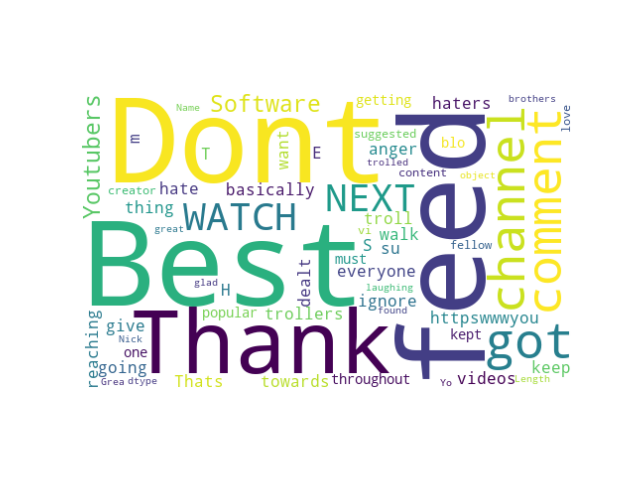 Youtubers
Name
Software
getting
haters
brothers
love
Dont
m
T
want
E
suggested
anger
trolled
blo
content
feed
channel
comment
object
creator
hate
basically
NEXT
thing
WATCH
troll
great
vi
walk
S
su
fellow
Best
must
everyone
glad
H
dealt
laughing
ignore
found
popular
trollers
httpswwwyou
reaching
give
Thank
Nick
one
kept
got
going
keep
Grea
dtype
Thats
towards
throughout
Yo
videos
Length